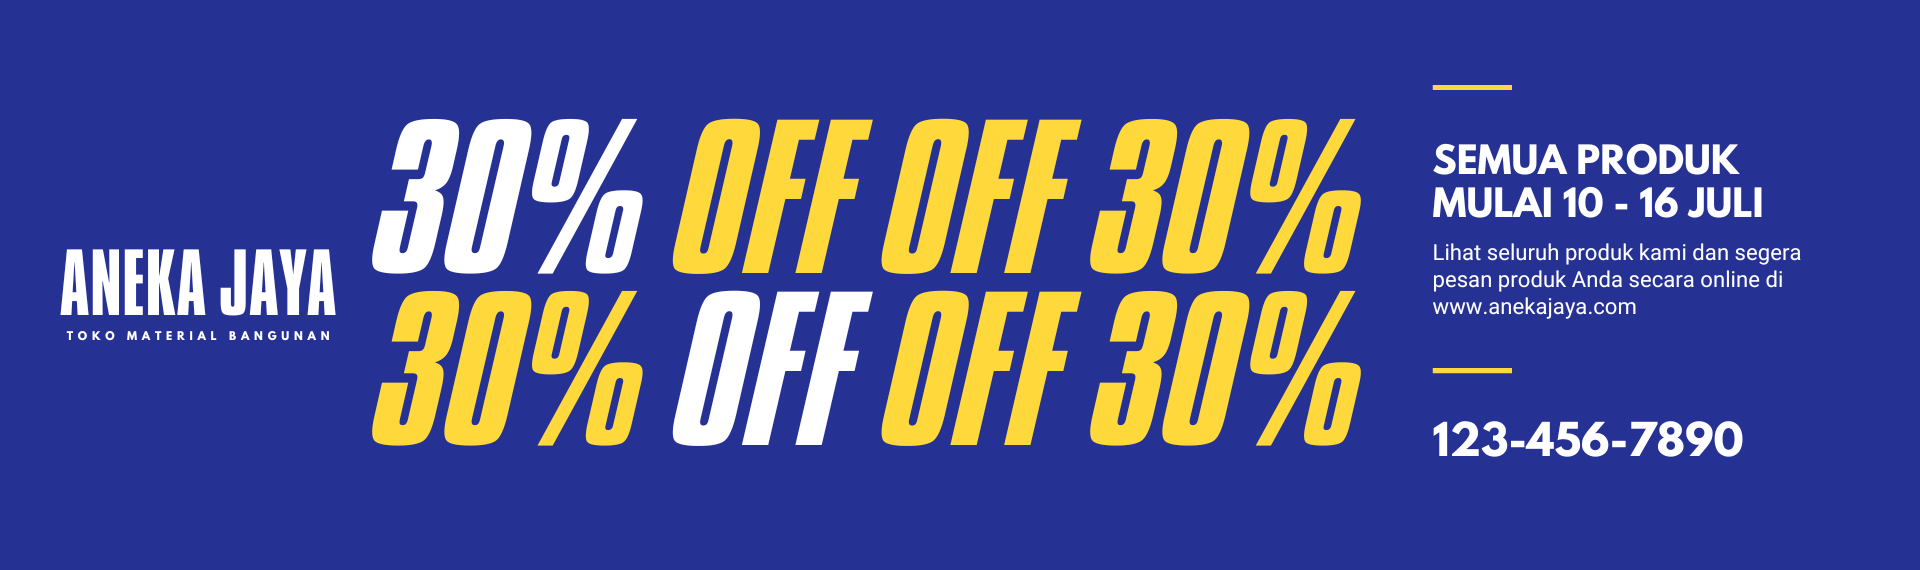 ANEKA JAYA
TOKO MATERIAL BANGUNAN
30% OFF OFF 30%
30% OFF OFF 30%
SEMUA PRODUK
MULAI 10 - 16 JULI
Lihat seluruh produk kami dan segera
pesan produk Anda secara online di
www.anekajaya.com
123-456-7890